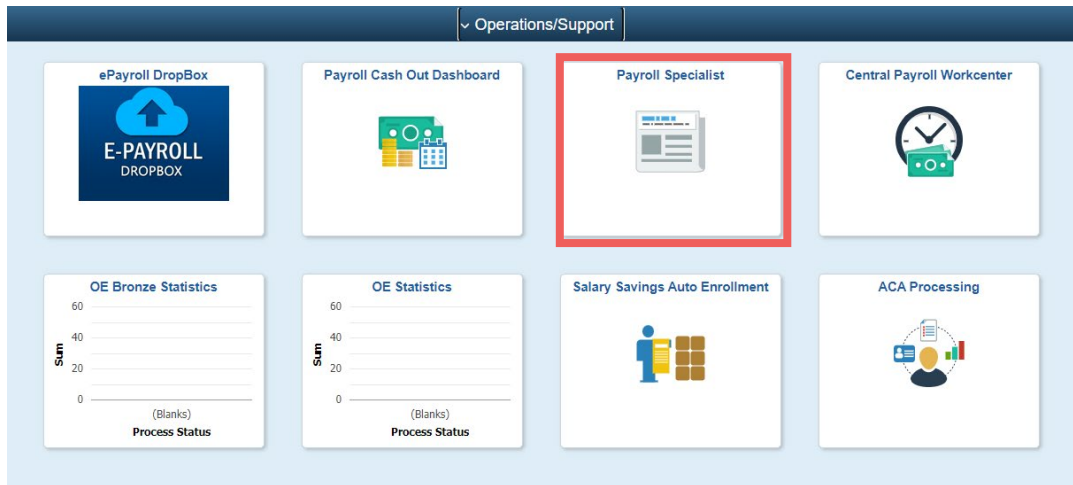 Operations/Support
ePayroll DropBox
E-PAYROLL
DROPBOX
Payroll Cash Out Dashboard
Payroll Specialist
Central Payroll Workcenter
OE Bronze Statistics
60
40
20
0
Sum
(Blanks)
Process Status
OE Statistics
60
40
20
0
Sum
(Blanks)
Process Status
Salary Savings Auto Enrollment
ACA Processing